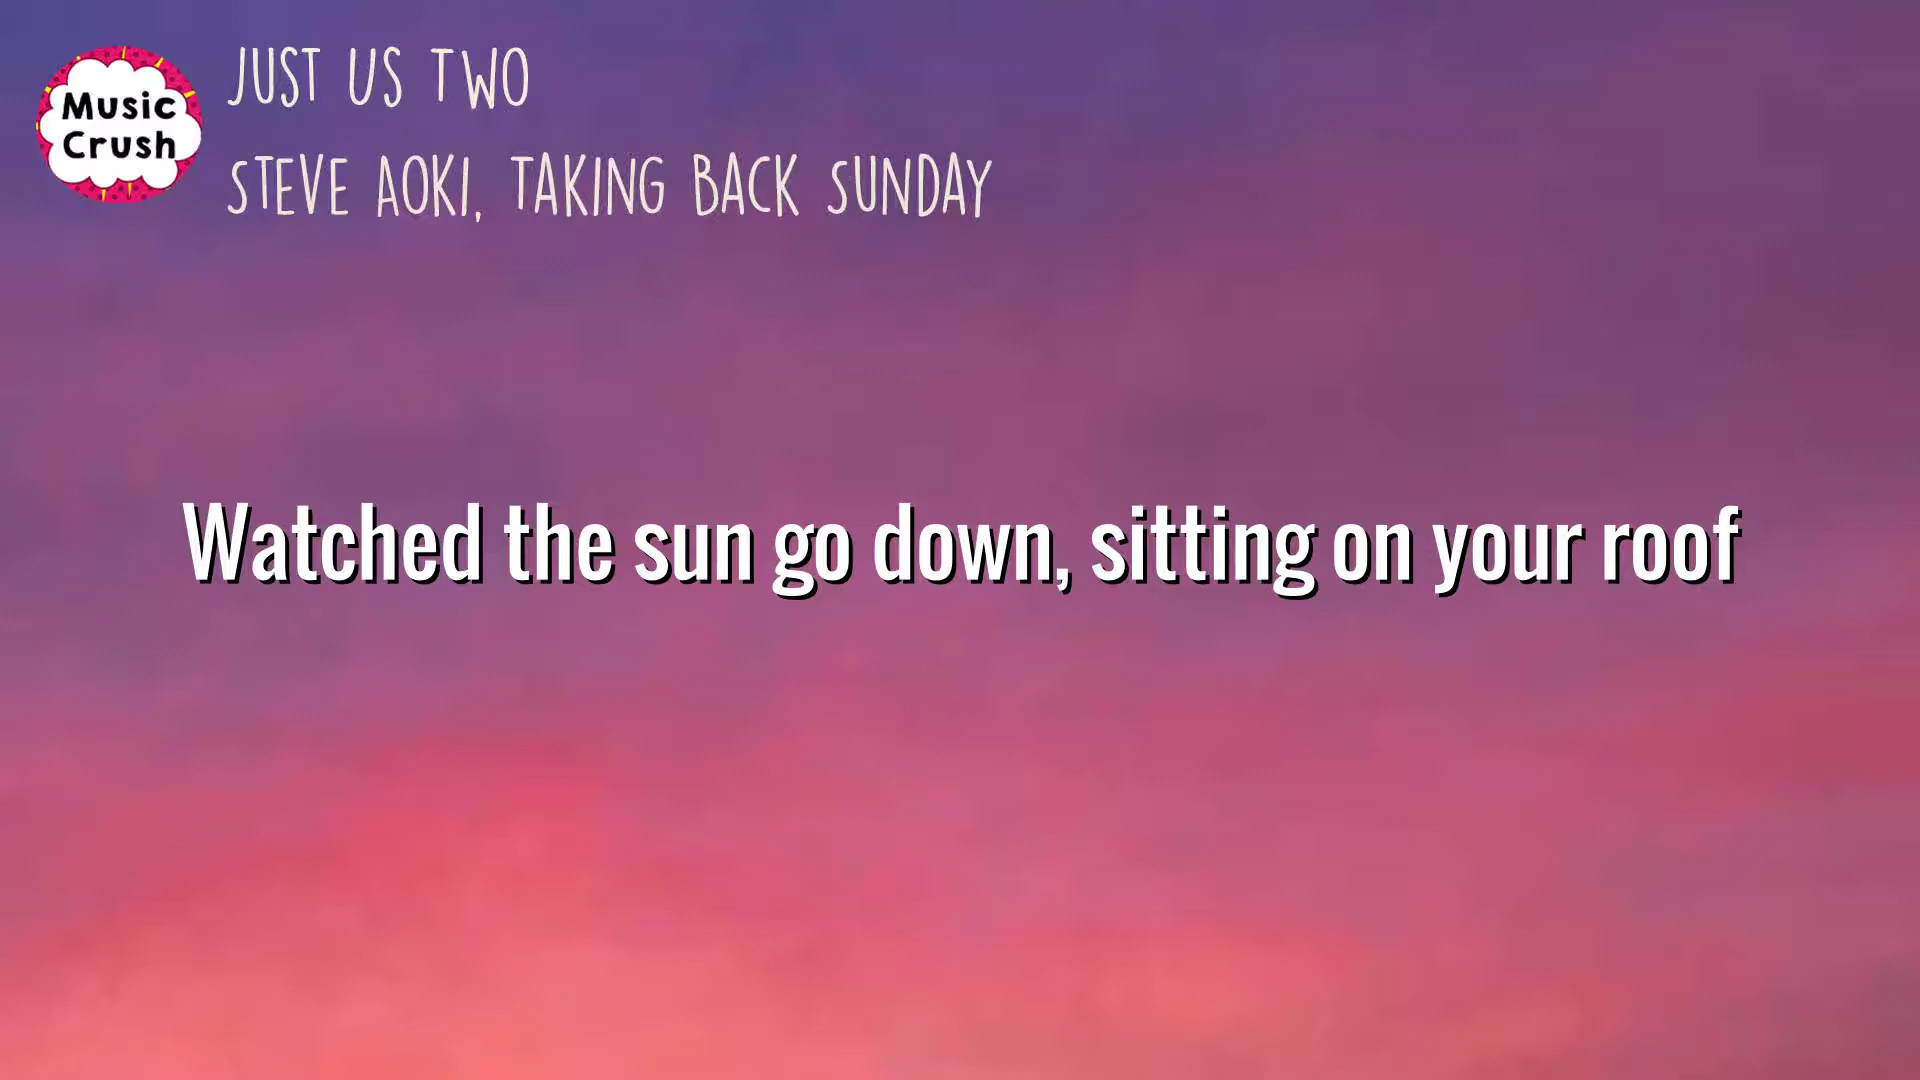 Music
Crush
JUST US TWO
STEVE AOKI, TAKING BACK SUNDAY
Watched the sun go down, sitting on your roof